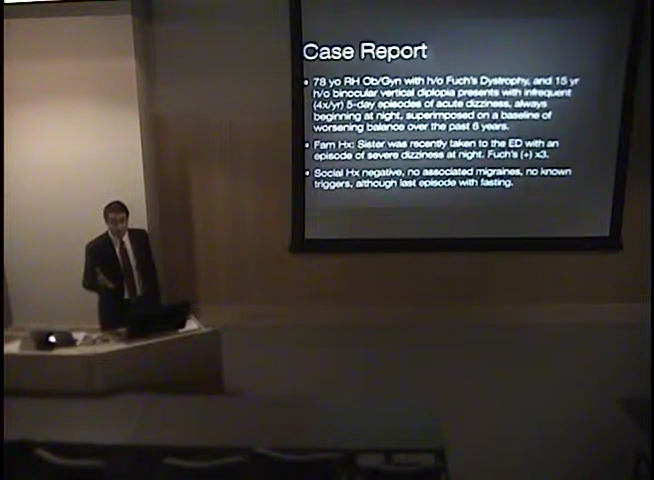 Case Report
• 78 yo RH Ob/Gyn with h/o Fuch's Dystrophy, and 15 yr
h/o binocular vertical diplopia presents with infrequent
(4x/yr) 5-day episodes of acute dizziness, always
beginning at night, superimposed on a baseline of
worsening balance over the past 6 years.
• Fam Hx: Sister was recently taken to the ED with an
episode of severe dizziness at night. Fuch's (+) x3.
• Social Hx negative, no associated migraines, no known
triggers, although last episode with fasting.